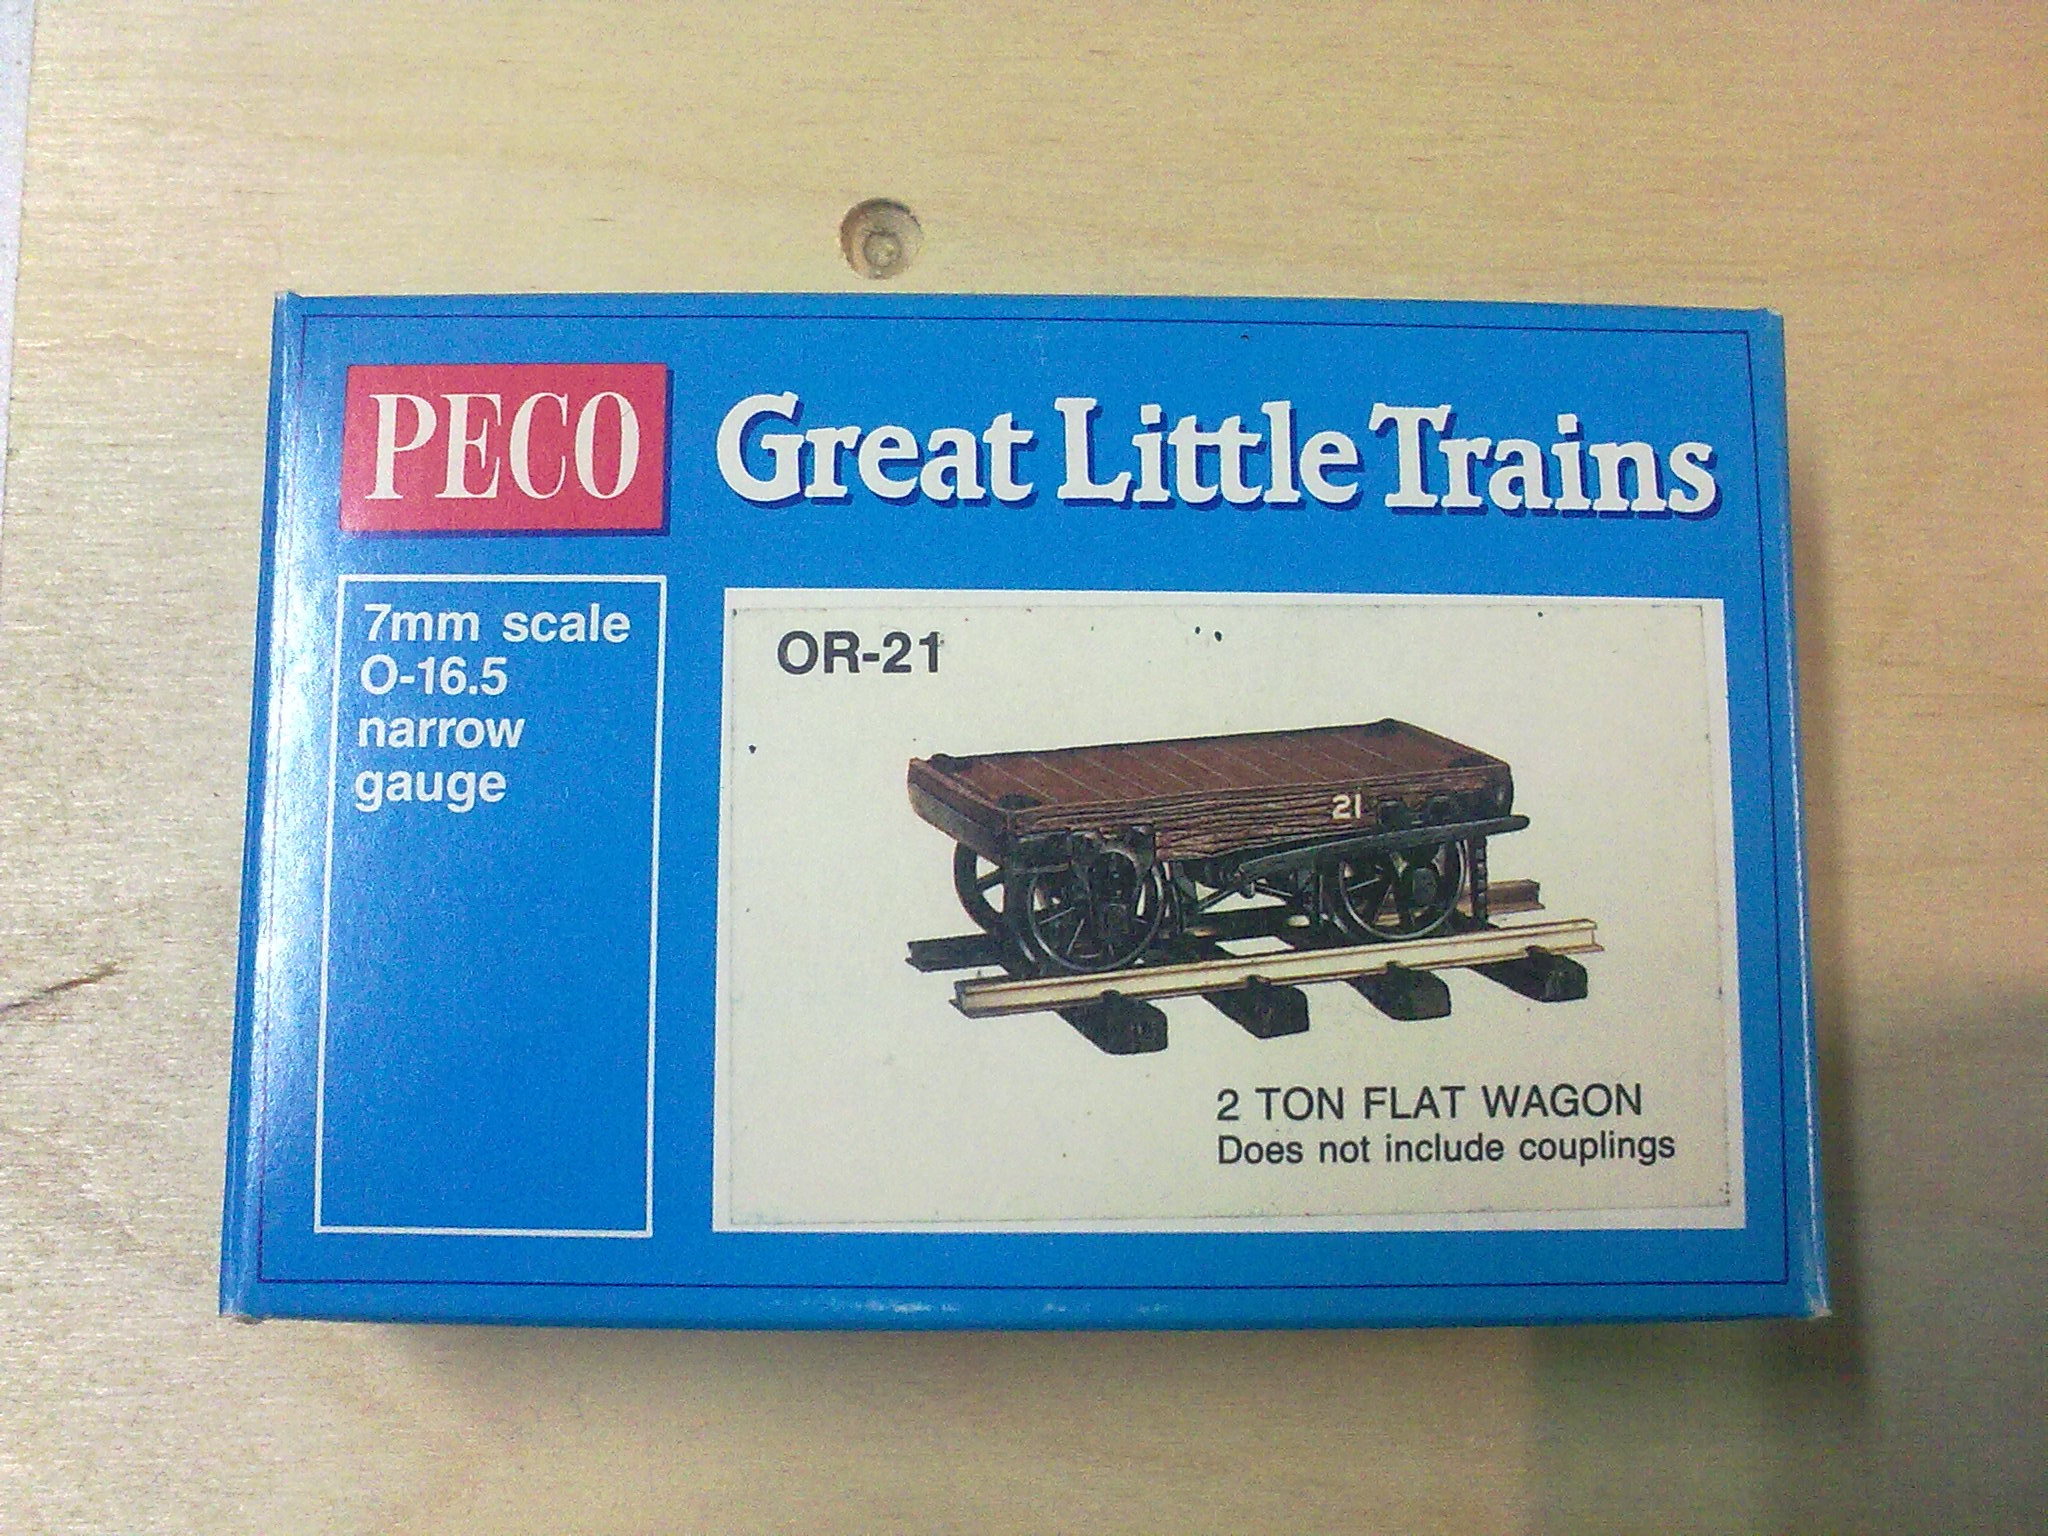 PECO
Great Little Trains
7mm scale
O-16.5
narrow
gauge
OR-21
21
2 TON FLAT WAGON
Does not include couplings